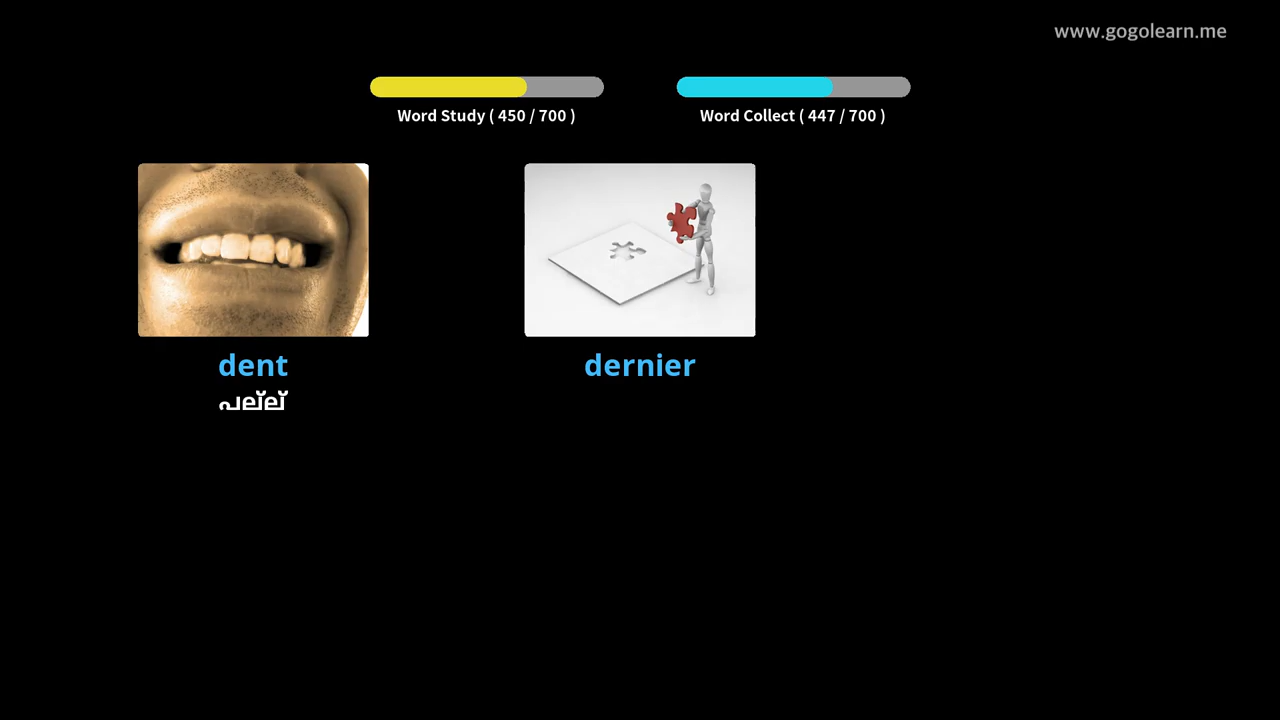 www.gogolearn.me
Word Study ( 450 / 700 )
Word Collect ( 447 / 700 )
dent
dernier
പല്ല്